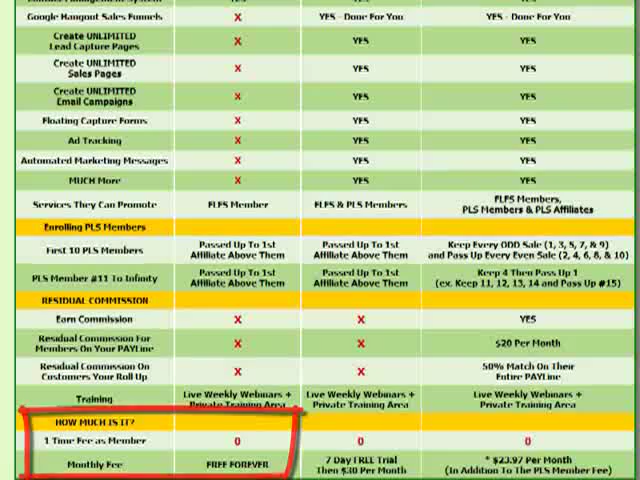 Google Hangout Sales Funnels X YES - Done For You YES - Done For You
Create UNLIMITED
Lead Capture Pages X YES YES
Create UNLIMITED
Sales Pages X YES YES
Create UNLIMITED
Email Campaigns X YES YES
Floating Capture Forms X YES YES
Ad Tracking X YES YES
Automated Marketing Messages X YES YES
MUCH More X YES YES
Services They Can Promote FLFS Member FLFS & PLS Members FLFS Members,
PLS Members & PLS Affiliates
Enrolling PLS Members
First 10 PLS Members Passed Up To 1st
Affiliate Above Them Passed Up To 1st
Affiliate Above Them Keep Every ODD Sale (1, 3, 5, 7, & 9)
and Pass Up Every Even Sale (2, 4, 6, 8, & 10)
PLS Member #11 To Infinity Passed Up To 1st
Affiliate Above Them Passed Up To 1st
Affiliate Above Them Keep 4 Then Pass Up 1
(ex. Keep 11, 12, 13, 14 and Pass Up #15)
RESIDUAL COMMISSION
Earn Commission X X YES
Residual Commission For
Members On Your PAYLine X X $20 Per Month
Residual Commission On
Customers Your Roll Up X X 50% Match On Their
Entire PAYLine
Training Live Weekly Webinars +
Private Training Area Live Weekly Webinars +
Private Training Area Live Weekly Webinars +
Private Training Area
HOW MUCH IS IT?
1 Time Fee as Member 0 0 0
Monthly Fee FREE FOREVER 7 Day FREE Trial
Then $30 Per Month * $23.97 Per Month
(In Addition To The PLS Member Fee)